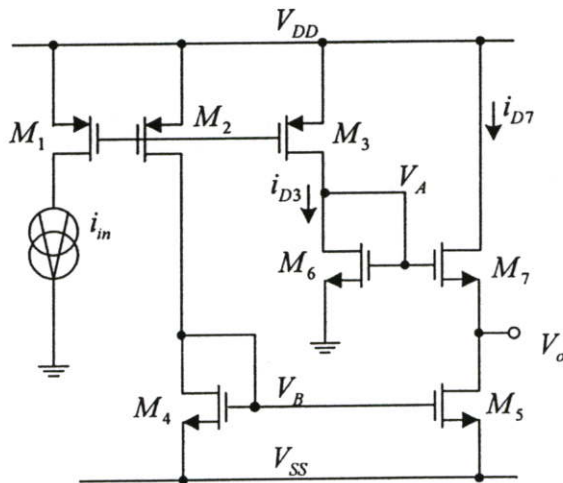 V_DD
M_1
M_2
M_3
i_D7
i_in
i_D3
V_A
M_6
M_7
V_o
M_4
V_B
M_5
V_SS